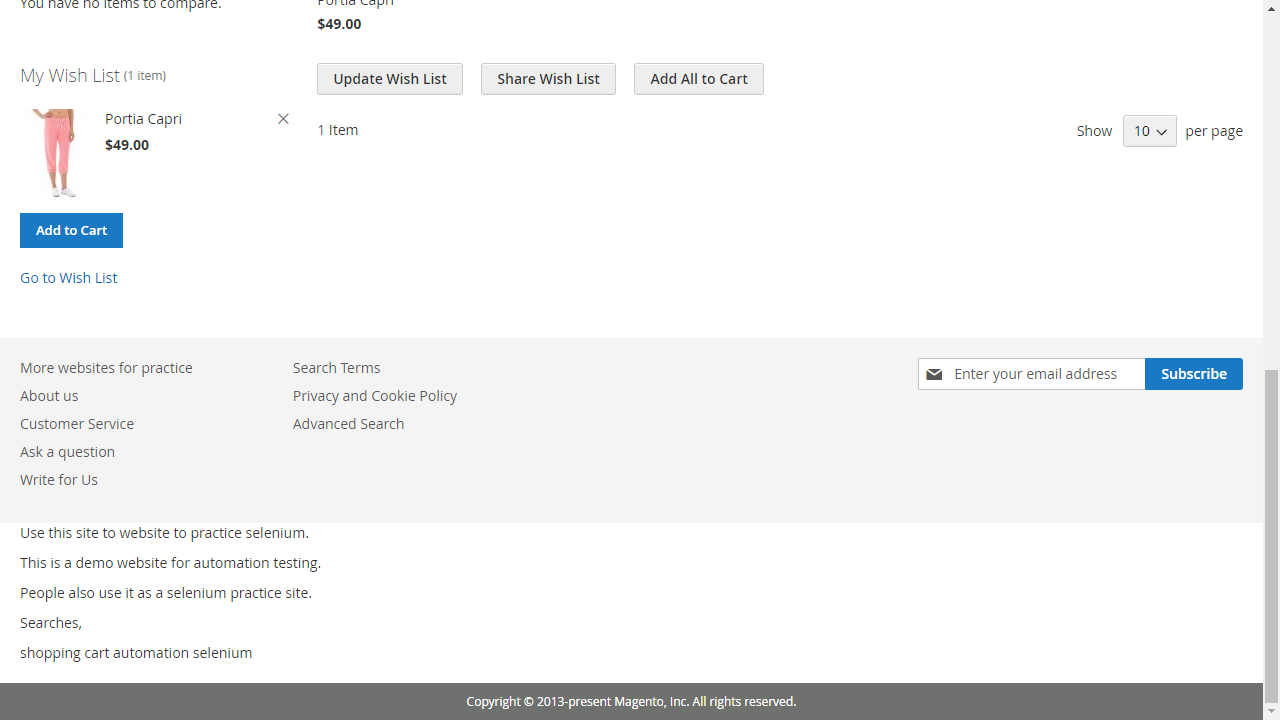 You have no items to compare.
Portia Capri
$49.00
My Wish List (1 item)
Update Wish List
Share Wish List
Add All to Cart
Portia Capri
$49.00
1 Item
Show 10 per page
Add to Cart
Go to Wish List
More websites for practice
About us
Customer Service
Ask a question
Write for Us
Search Terms
Privacy and Cookie Policy
Advanced Search
Enter your email address
Subscribe
Use this site to website to practice selenium.
This is a demo website for automation testing.
People also use it as a selenium practice site.
Searches,
shopping cart automation selenium
Copyright © 2013-present Magento, Inc. All rights reserved.